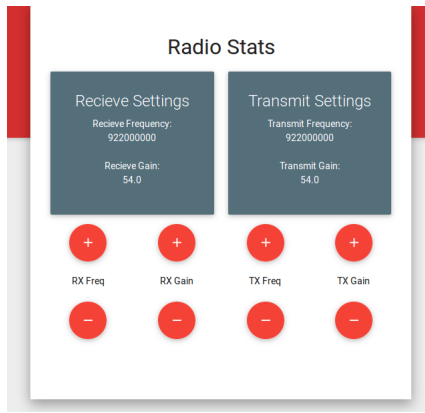 Radio Stats
Recieve Settings
Recieve Frequency:
922000000
Recieve Gain:
54.0
Transmit Settings
Transmit Frequency:
922000000
Transmit Gain:
54.0
+ + + +
RX Freq RX Gain TX Freq TX Gain
− − − −